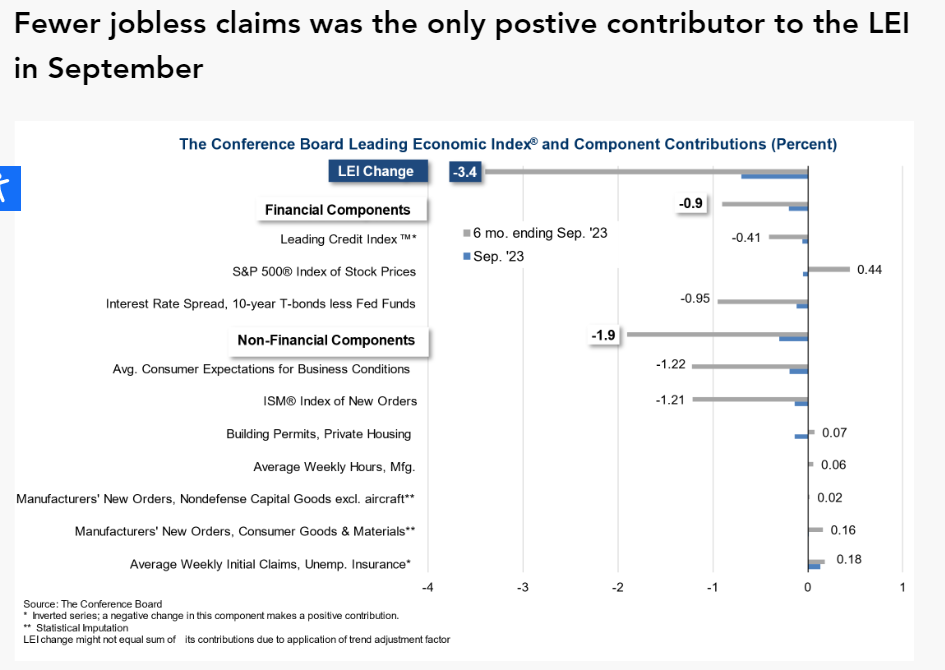 Fewer jobless claims was the only postive contributor to the LEI
in September
The Conference Board Leading Economic Index® and Component Contributions (Percent)
LEI Change -3.4
Financial Components -0.9
6 mo. ending Sep. '23
Sep. '23
Leading Credit Index ™* -0.41
S&P 500® Index of Stock Prices 0.44
Interest Rate Spread, 10-year T-bonds less Fed Funds -0.95
Non-Financial Components -1.9
Avg. Consumer Expectations for Business Conditions -1.22
ISM® Index of New Orders -1.21
Building Permits, Private Housing 0.07
Average Weekly Hours, Mfg. 0.06
Manufacturers' New Orders, Nondefense Capital Goods excl. aircraft** 0.02
Manufacturers' New Orders, Consumer Goods & Materials** 0.16
Average Weekly Initial Claims, Unemp. Insurance* 0.18
-4 -3 -2 -1 0 1
Source: The Conference Board
* Inverted series; a negative change in this component makes a positive contribution.
** Statistical Imputation
LEI change might not equal sum of its contributions due to application of trend adjustment factor